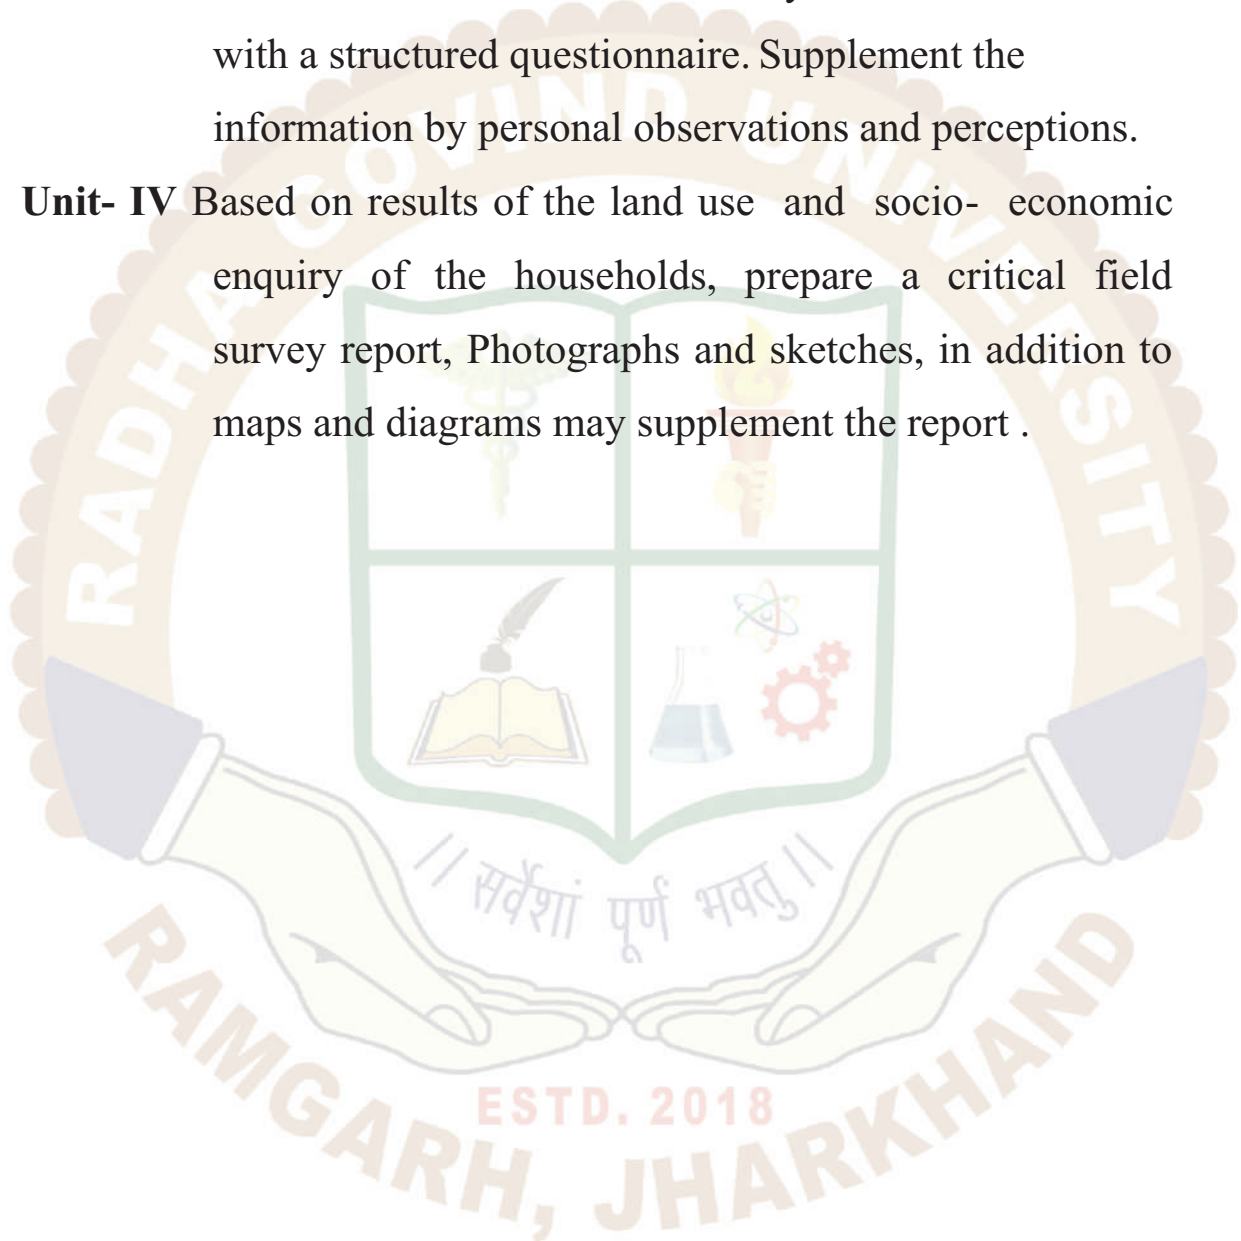 with a structured questionnaire. Supplement the
information by personal observations and perceptions.
Unit- IV Based on results of the land use and socio- economic
enquiry of the households, prepare a critical field
survey report, Photographs and sketches, in addition to
maps and diagrams may supplement the report .
RADHA GOVIND UNIVERSITY
|| सर्वेशां पूर्ण भवतु ||
ESTD. 2018
RAMGARH, JHARKHAND